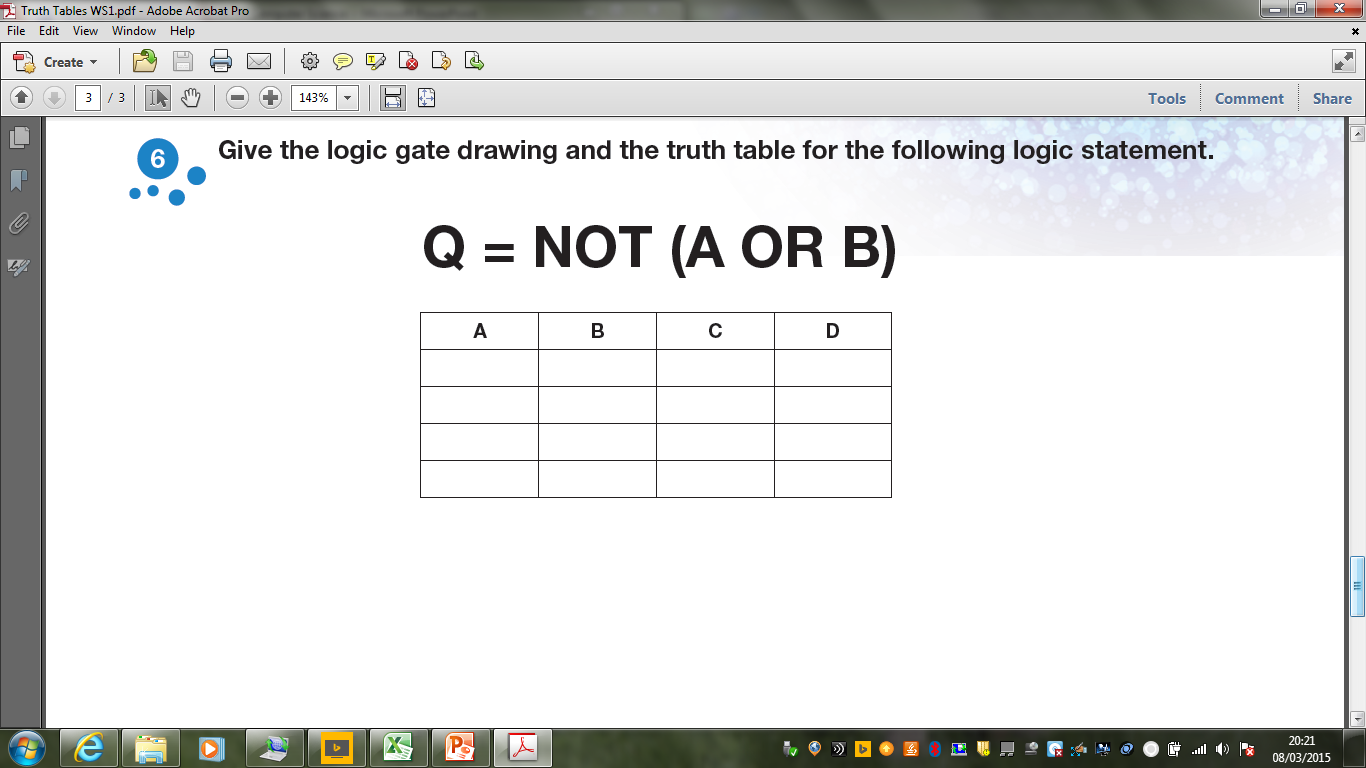 Truth Tables WS1.pdf - Adobe Acrobat Pro
File Edit View Window Help
Create
3 / 3 143% Tools Comment Share
6 Give the logic gate drawing and the truth table for the following logic statement.
Q = NOT (A OR B)
A B C D
20:21
08/03/2015